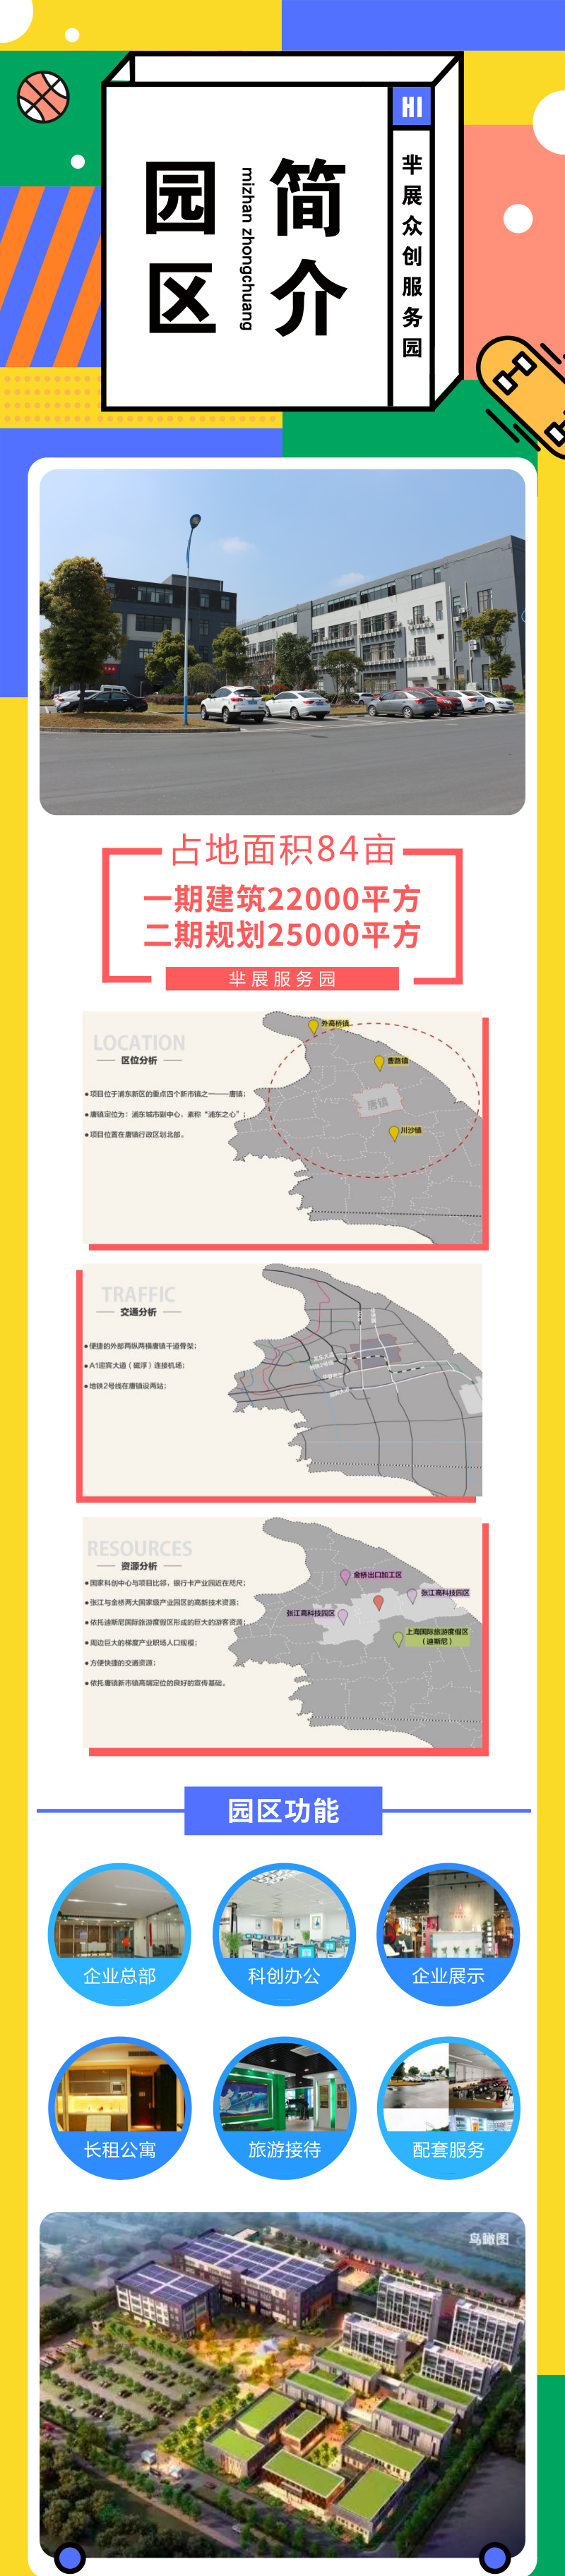 HI
芈展众创服务园
简介
mizhan zhongchuang
园区
占地面积84亩
一期建筑22000平方
二期规划25000平方
芈展服务园
LOCATION
区位分析
●项目位于浦东新区的重点四个新市镇之一——唐镇;
●唐镇定位为：浦东城市副中心，素称“浦东之心”;
●项目位置在唐镇行政区划北部。
外高桥镇
曹路镇
唐镇
川沙镇
TRAFFIC
交通分析
●便捷的外部两纵两横唐镇干道骨架;
●A1迎宾大道（磁浮）连接机场;
●地铁2号线在唐镇设两站;
RESOURCES
资源分析
●国家科创中心与项目比邻，银行卡产业园近在咫尺;
●张江与金桥两大国家级产业园区的高新技术资源;
●依托迪斯尼国际旅游度假区形成的巨大的游客资源;
●周边巨大的梯度产业职场人口规模;
●方便快捷的交通资源;
●依托唐镇新市镇高端定位的良好的宣传基础。
金桥出口加工区
张江高科技园区
张江高科技园区
上海国际旅游度假区
（迪斯尼）
园区功能
企业总部
科创办公
企业展示
长租公寓
旅游接待
配套服务
鸟瞰图